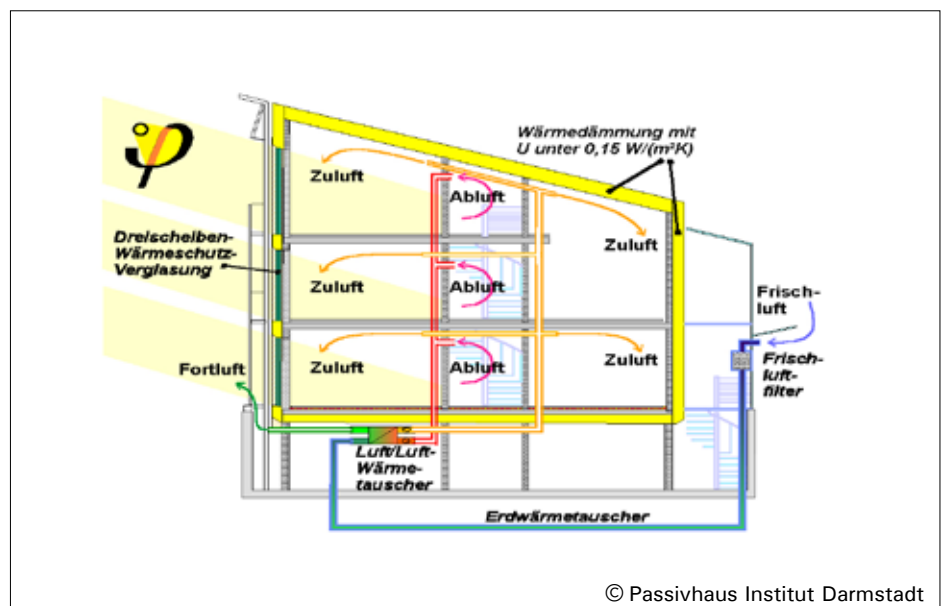 Wärmedämmung mit
U unter 0,15 W/(m²K)
Zuluft
Abluft
Dreischeiben-
Wärmeschutz-
Verglasung
Zuluft
Zuluft
Abluft
Frisch-
luft
Fortluft
Zuluft
Abluft
Zuluft
Frisch-
luft-
filter
Luft/Luft-
Wärme-
tauscher
Erdwärmetauscher
© Passivhaus Institut Darmstadt